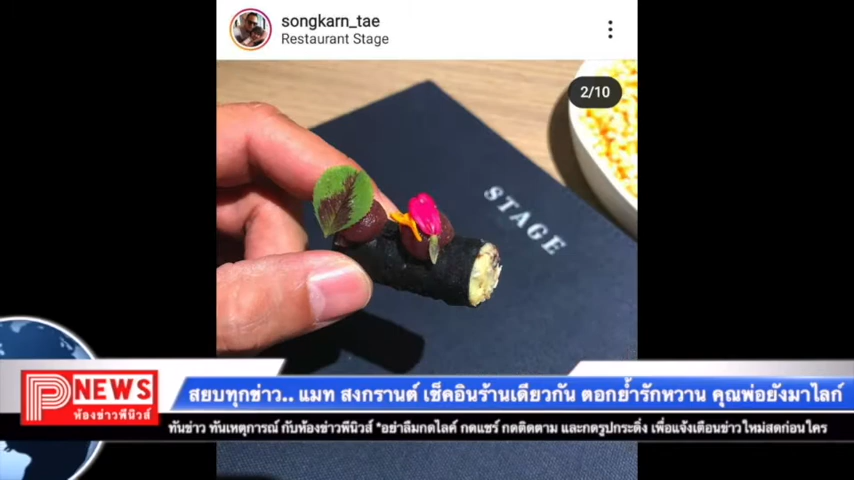 songkarn_tae
Restaurant Stage
2/10
STAGE
P NEWS
ห้องข่าวพีนิวส์
สยบทุกข่าว.. แมท สงกรานต์ เช็คอินร้านเดียวกัน ตอกย้ำรักหวาน คุณพ่อยังมาไลก์
ทันข่าว ทันเหตุการณ์ กับห้องข่าวพีนิวส์ "อย่าลืมกดไลค์ กดแชร์ กดติดตาม และกดรูปกระดิ่ง เพื่อแจ้งเตือนข่าวใหม่สดก่อนใคร